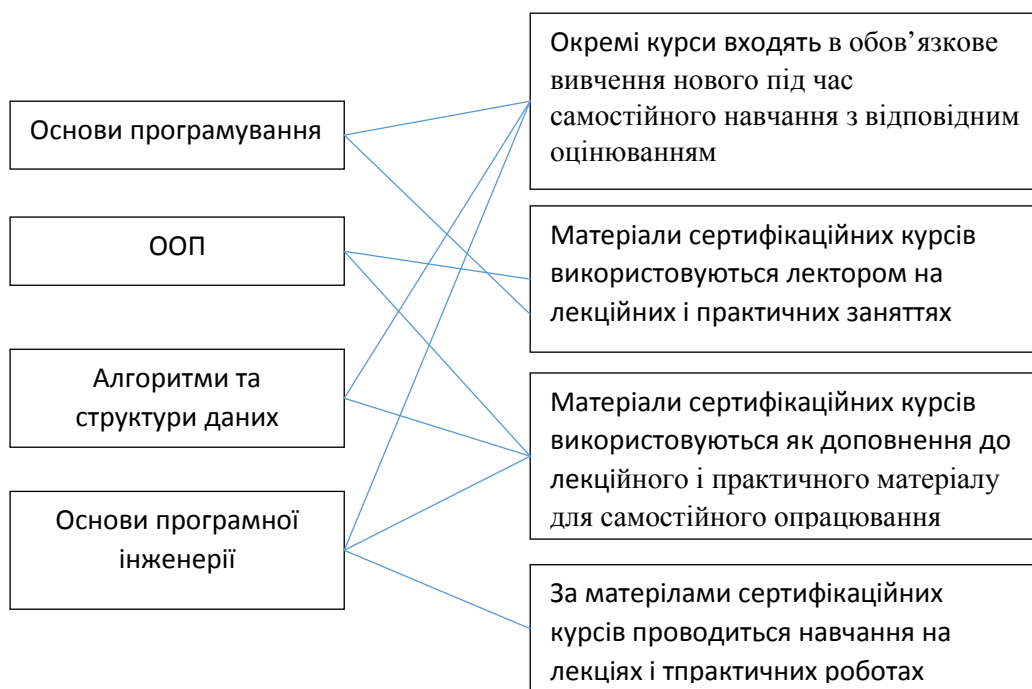 Основи програмування
ООП
Алгоритми та
структури даних
Основи програмної
інженерії
Окремі курси входять в обов’язкове
вивчення нового під час
самостійного навчання з відповідним
оцінюванням
Матеріали сертифікаційних курсів
використовуються лектором на
лекційних і практичних заняттях
Матеріали сертифікаційних курсів
використовуються як доповнення до
лекційного і практичного матеріалу
для самостійного опрацювання
За матерілами сертифікаційних
курсів проводиться навчання на
лекціях і тпрактичних роботах